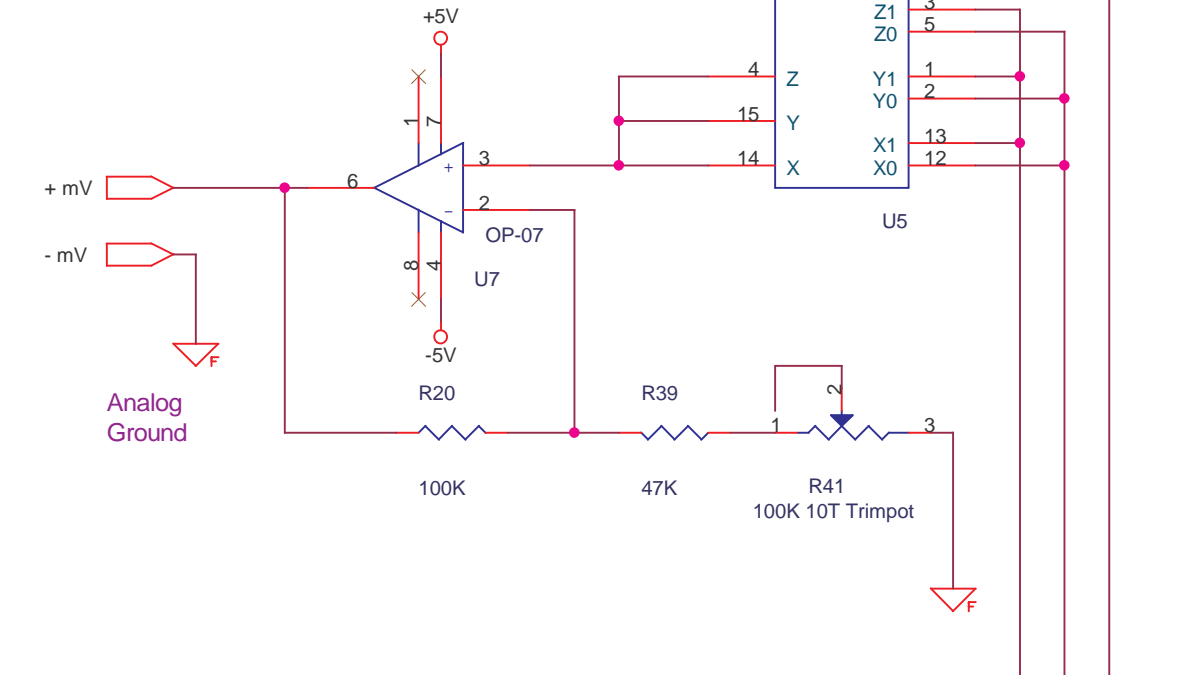 +5V
3
Z1
5
Z0
4
Z
1
Y1
2
Y0
1
7
15
Y
13
X1
12
X0
14
X
3
+
6
+ mV
2
−
OP-07
U5
- mV
8
4
U7
F
-5V
Analog
Ground
R20
R39
2
1
3
100K
47K
R41
100K 10T Trimpot
F